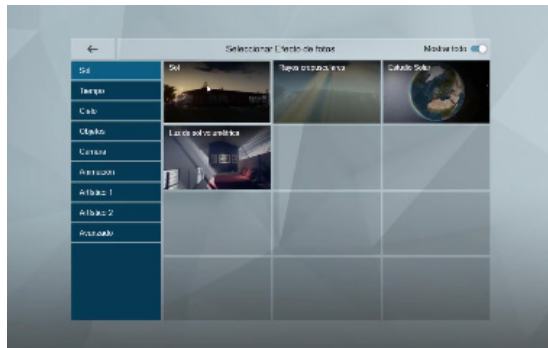 Seleccionar Efecto de fotos
Mostrar todo
Sol
Tiempo
Cielo
Objetos
Cámara
Animación
Artístico 1
Artístico 2
Avanzado
Sol
Rayos crepusculares
Estudio Solar
Luz de sol volumétrica